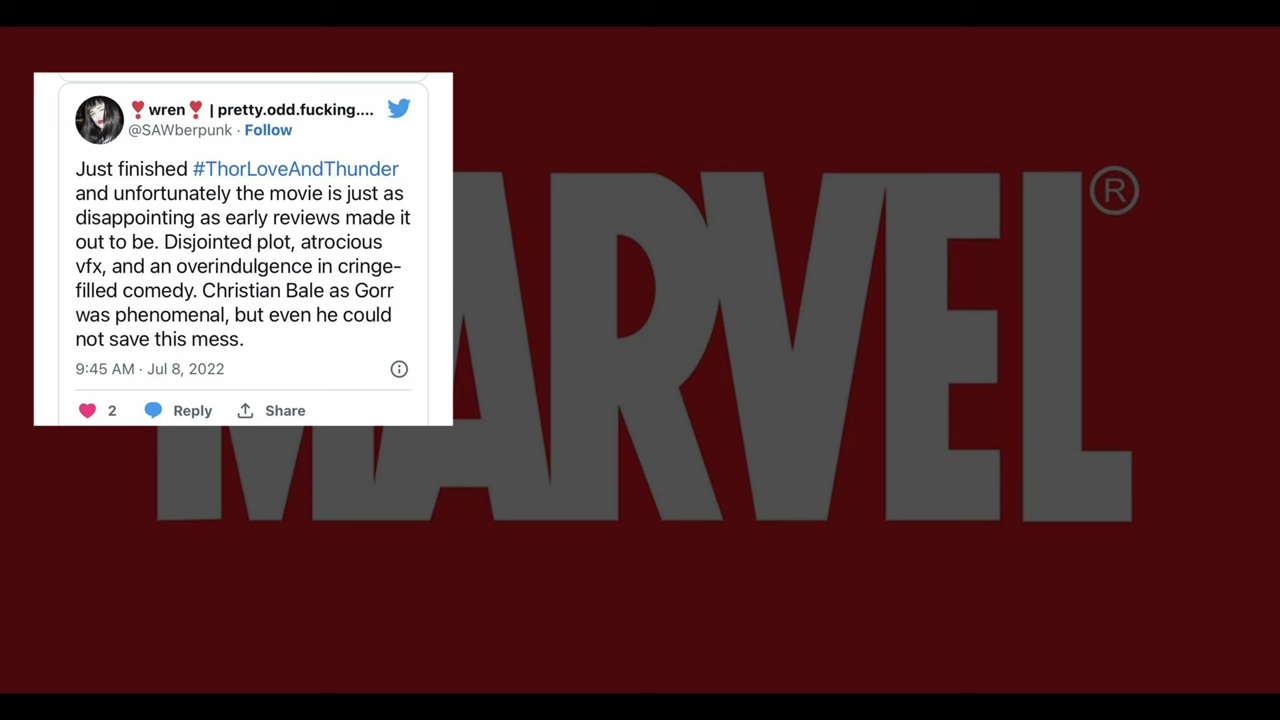 ❣wren❣ | pretty.odd.fucking....
@SAWberpunk · Follow
Just finished #ThorLoveAndThunder
and unfortunately the movie is just as
disappointing as early reviews made it
out to be. Disjointed plot, atrocious
vfx, and an overindulgence in cringe-
filled comedy. Christian Bale as Gorr
was phenomenal, but even he could
not save this mess.
9:45 AM · Jul 8, 2022
2 Reply Share
MARVEL®